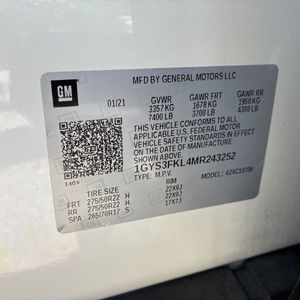 GM
MFD BY GENERAL MOTORS LLC
01/21 GVWR GAWR FRT GAWR RR
3357 KG 1678 KG 1950 KG
7400 LB 3700 LB 4300 LB
THIS VEHICLE CONFORMS TO ALL
APPLICABLE U.S. FEDERAL MOTOR
VEHICLE SAFETY STANDARDS IN
EFFECT ON THE DATE OF
MANUFACTURE SHOWN ABOVE.
1GYS3FKL4MR243252
140X TYPE: M.P.V. MODEL:
TIRE SIZE RIM
FRT 275/50R22 H 22X9J
RR 275/50R22 H 22X9J
SPA 265/70R17 S 17X7J